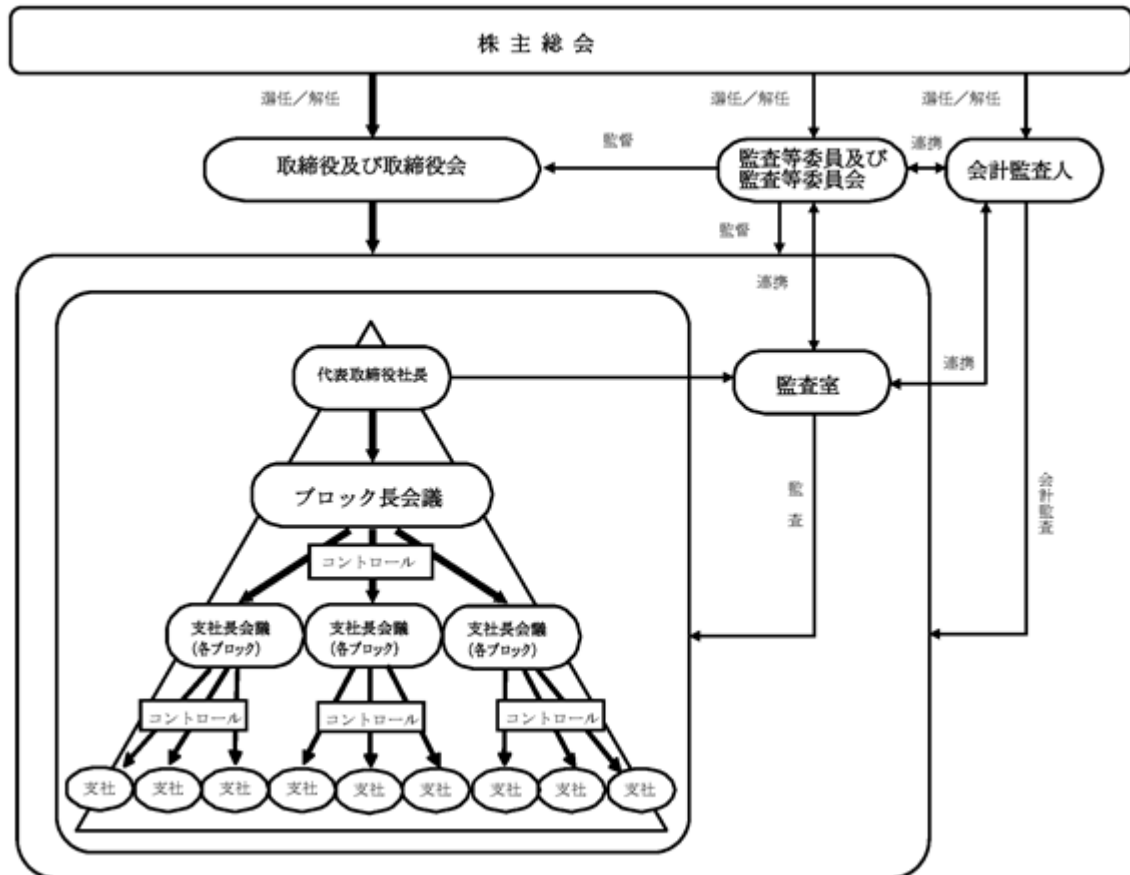 株主総会
選任／解任
選任／解任
選任／解任
取締役及び取締役会
監督
監査等委員及び
監査等委員会
連携
会計監査人
監督
連携
代表取締役社長
監査室
連携
ブロック長会議
監査
会計監査
コントロール
支社長会議
(各ブロック)
支社長会議
(各ブロック)
支社長会議
(各ブロック)
コントロール
コントロール
コントロール
支社
支社
支社
支社
支社
支社
支社
支社
支社